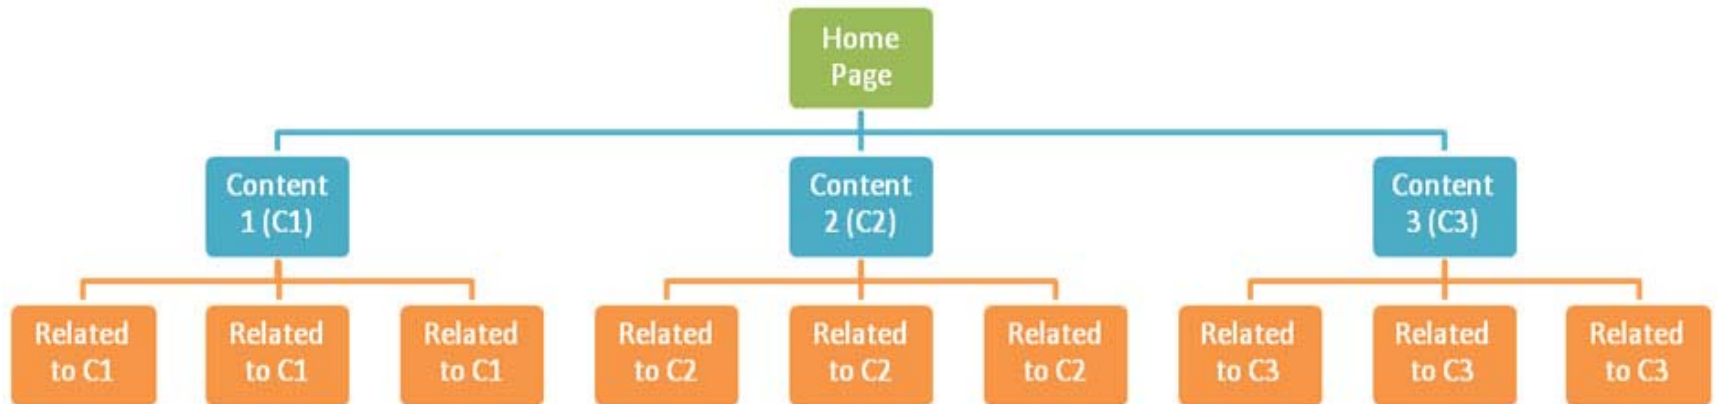 Home
Page
Content
1 (C1)
Content
2 (C2)
Content
3 (C3)
Related
to C1
Related
to C1
Related
to C1
Related
to C2
Related
to C2
Related
to C2
Related
to C3
Related
to C3
Related
to C3